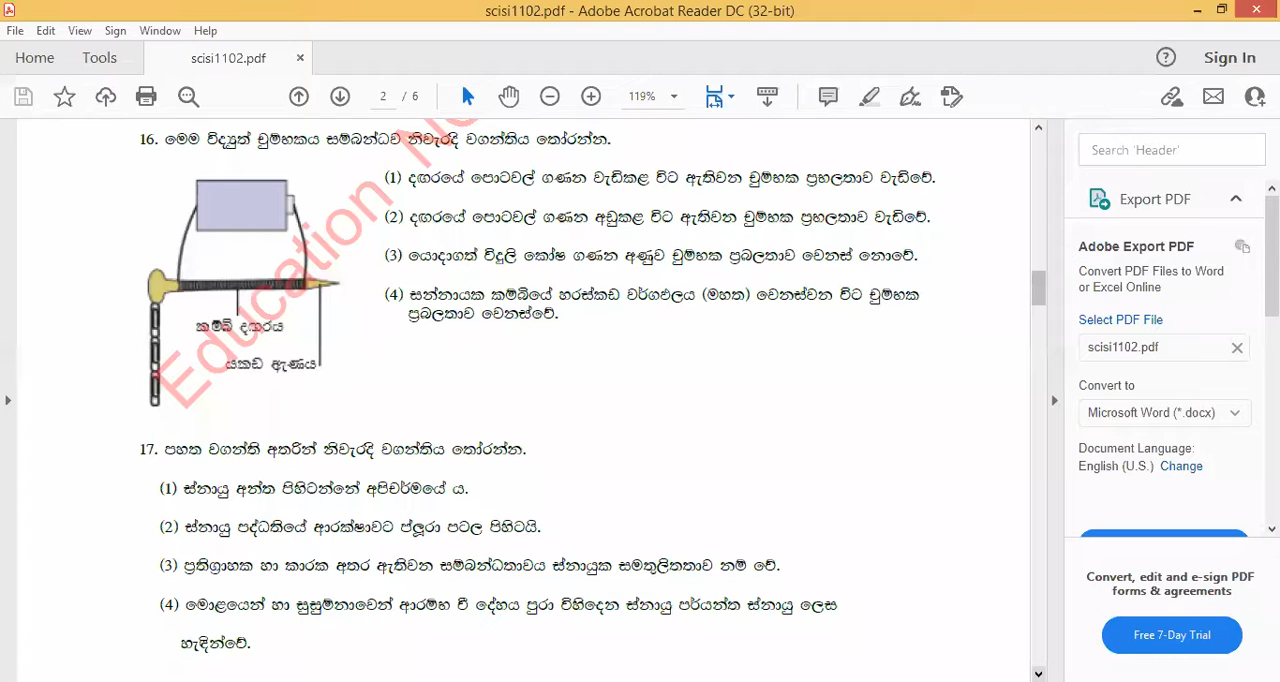 scisi1102.pdf - Adobe Acrobat Reader DC (32-bit)
File Edit View Sign Window Help
Home Tools scisi1102.pdf × Sign In
2 / 6 119%
16. මෙම විද්‍යුත් චුම්භකය සම්බන්ධව නිවැරදි වගන්තිය තෝරන්න.
(1) දඟරයේ පොටවල් ගණන වැඩිකළ විට ඇතිවන චුම්භක ප්‍රභලතාව වැඩිවේ.
(2) දඟරයේ පොටවල් ගණන අඩුකළ විට ඇතිවන චුම්භක ප්‍රභලතාව වැඩිවේ.
(3) යොදාගත් විදුලි කෝෂ ගණන අණුව චුම්භක ප්‍රබලතාව වෙනස් නොවේ.
(4) සන්නායක කම්බියේ හරස්කඩ වර්ගඵලය (මහත) වෙනස්වන විට චුම්භක
ප්‍රබලතාව වෙනස්වේ.
කම්බි දඟරය
යකඩ ඇණය
Education
17. පහත වගන්ති අතරින් නිවැරදි වගන්තිය තෝරන්න.
(1) ස්නායු අන්ත පිහිටන්නේ අපිචර්මයේ ය.
(2) ස්නායු පද්ධතියේ ආරක්ෂාවට ප්ලූරා පටල පිහිටයි.
(3) ප්‍රතිග්‍රාහක හා කාරක අතර ඇතිවන සම්බන්ධතාවය ස්නායුක සමතුලිතතාව නම් වේ.
(4) මොළයෙන් හා සුසුම්නාවෙන් ආරම්භ වී දේහය පුරා විහිදෙන ස්නායු පර්යන්ත ස්නායු ලෙස
හැඳින්වේ.
Search 'Header'
Export PDF
Adobe Export PDF
Convert PDF Files to Word
or Excel Online
Select PDF File
scisi1102.pdf
Convert to
Microsoft Word (*.docx)
Document Language:
English (U.S.) Change
Convert, edit and e-sign PDF
forms & agreements
Free 7-Day Trial